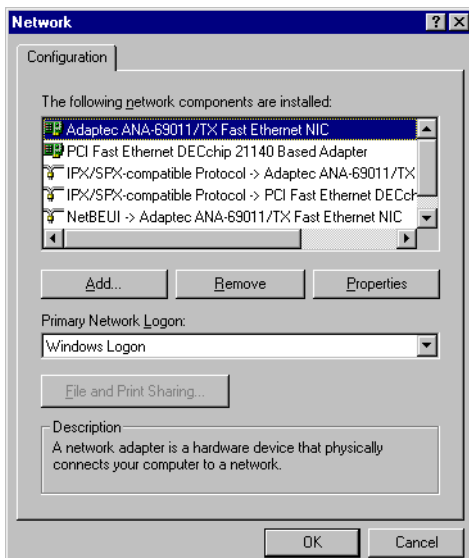 Network
Configuration
The following network components are installed:
Adaptec ANA-69011/TX Fast Ethernet NIC
PCI Fast Ethernet DECchip 21140 Based Adapter
IPX/SPX-compatible Protocol -> Adaptec ANA-69011/TX
IPX/SPX-compatible Protocol -> PCI Fast Ethernet DECch
NetBEUI -> Adaptec ANA-69011/TX Fast Ethernet NIC
Add... Remove Properties
Primary Network Logon:
Windows Logon
File and Print Sharing...
Description
A network adapter is a hardware device that physically
connects your computer to a network.
OK Cancel